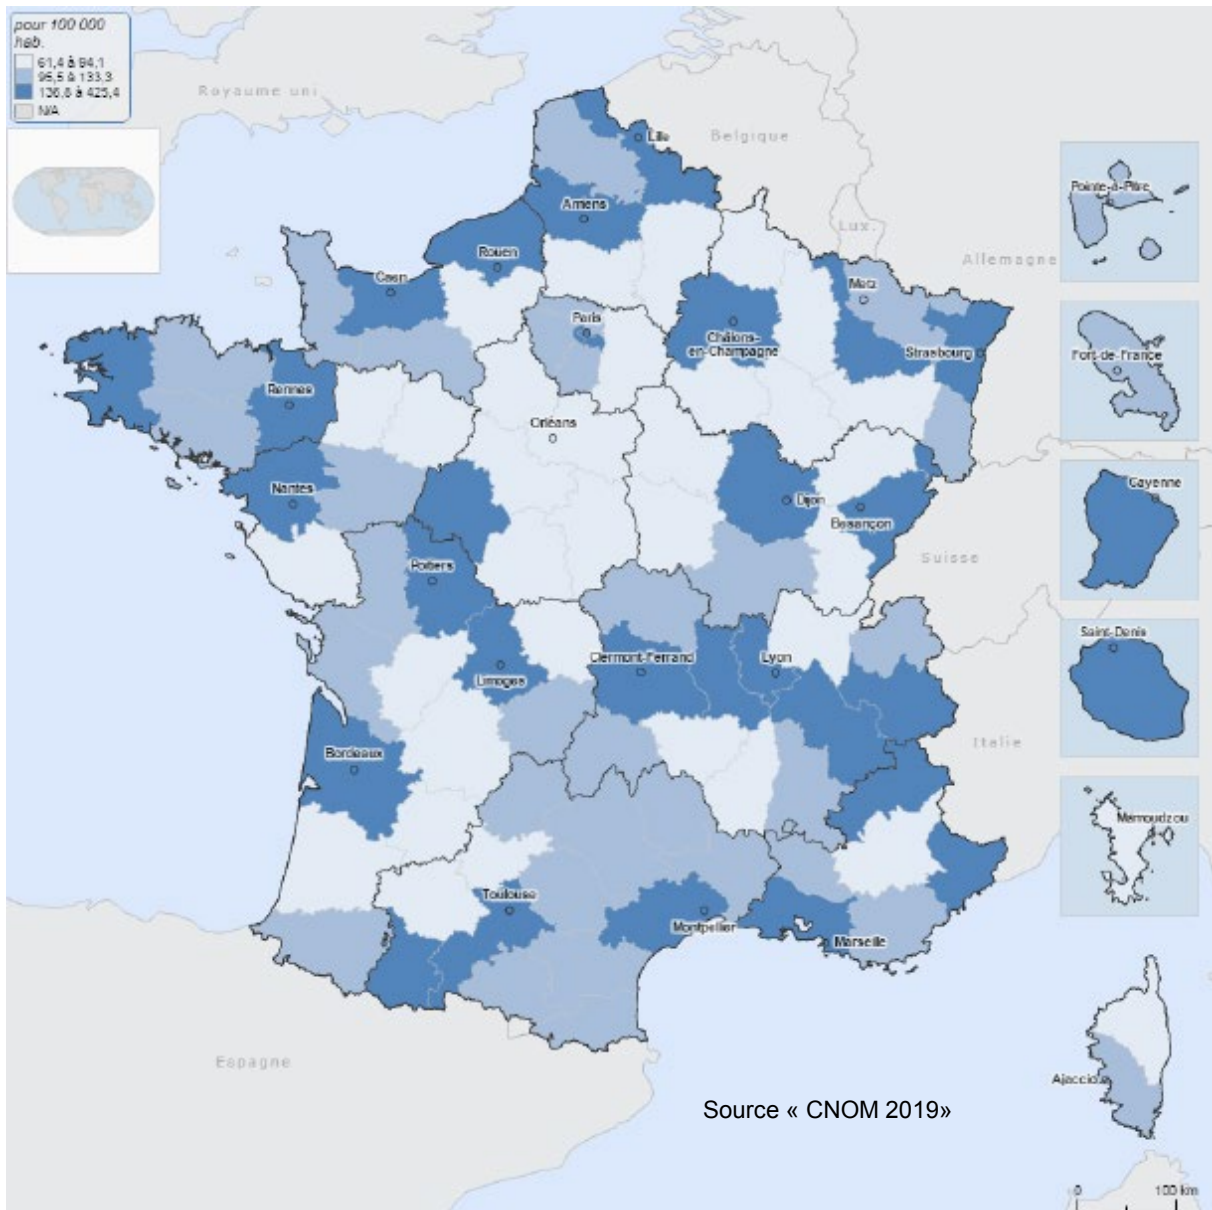 pour 100 000
hab.
61,4 à 94,1
95,5 à 133,3
136,8 à 425,4
N/A
Royaume uni
Belgique
Lille
Amiens
Lux.
Allemagne
Rouen
Caen
Metz
Paris
Châlons-
en-Champagne
Strasbourg
Rennes
Orléans
Nantes
Dijon
Besançon
Suisse
Poitiers
Clermont-Ferrand
Lyon
Limoges
Italie
Bordeaux
Toulouse
Montpellier
Marseille
Espagne
Pointe-à-Pitre
Fort-de-France
Cayenne
Saint-Denis
Mamoudzou
Ajaccio
Source « CNOM 2019»
0 100 km